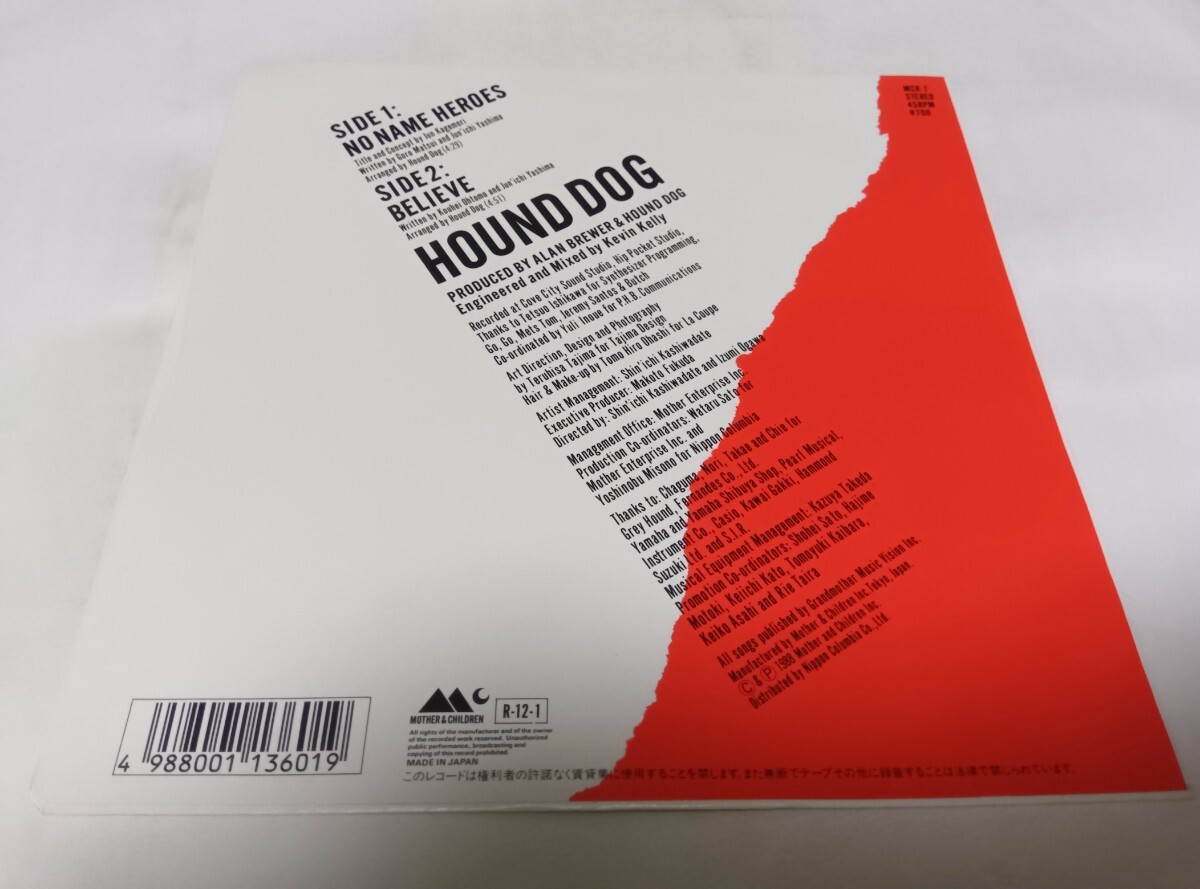 SIDE 1:
NO NAME HEROES
Title and Concept by Jun Kagemori
Written by Goro Matsui and Jun'ichi Yashima
Arranged by Hound Dog (4:29)
SIDE 2:
BELIEVE
Written by Kouhei Ohtomo and Jun'ichi Yashima
Arranged by Hound Dog (4:51)
HOUND DOG
PRODUCED BY ALAN BREWER & HOUND DOG
Engineered and Mixed by Kevin Kelly
Recorded at Cove City Sound Studio, Hip Pocket Studio,
Thanks to Tetsuo Ishikawa for Synthesizer Programming,
Go, Go, Mets Tom, Jeremy Santos & Butch
Co-ordinated by Yuli Inoue for P.H.B. Communications
Art Direction, Design and Photography
by Teruhisa Tajima for Tajima Design
Hair & Make-up by Tomo Hiro Ohashi for La Coupe
Artist Management: Shin'ichi Kashiwadate
Executive Producer: Makoto Fukuda
Directed by: Shin'ichi Kashiwadate and Izumi Ogawa
Management Office: Mother Enterprise Inc.
Production Co-ordinators: Wataru Sato for
Mother Enterprise Inc. and
Yoshinobu Misono for Nippon Columbia
Thanks to: Chaguma, Nori, Takae and Chie for
Grey Hound, Fernandes Co., Ltd.
Yamaha and Yamaha Shibuya Shop, Pearl Musical,
Instrument Co., Casio, Kawai Gakki, Hammond
Suzuki Ltd. and S.I.R.
Musical Equipment Management: Kazuya Takeda
Promotion Co-ordinators: Shohei Sato, Hajime
Motoki, Keiichi Kato, Tomoyuki Kaibara,
Keiko Asahi and Rie Taira
All songs published by Grandmother Music Vision Inc.
Manufactured by Mother & Children Inc. Tokyo, Japan.
Ⓒ & Ⓟ 1988 Mother and Children Inc.
Distributed by Nippon Columbia Co., Ltd.
MCR-1
STEREO
45RPM
¥700
4 988001 136019
MOTHER & CHILDREN
R-12-1
All rights of the manufacturer and of the owner
of the recorded work reserved. Unauthorized
public performance, broadcasting and
copying of this record prohibited.
MADE IN JAPAN
このレコードは権利者の許諾なく賃貸業に使用することを禁じます。また無断でテープその他に録音することは法律で禁じられています。